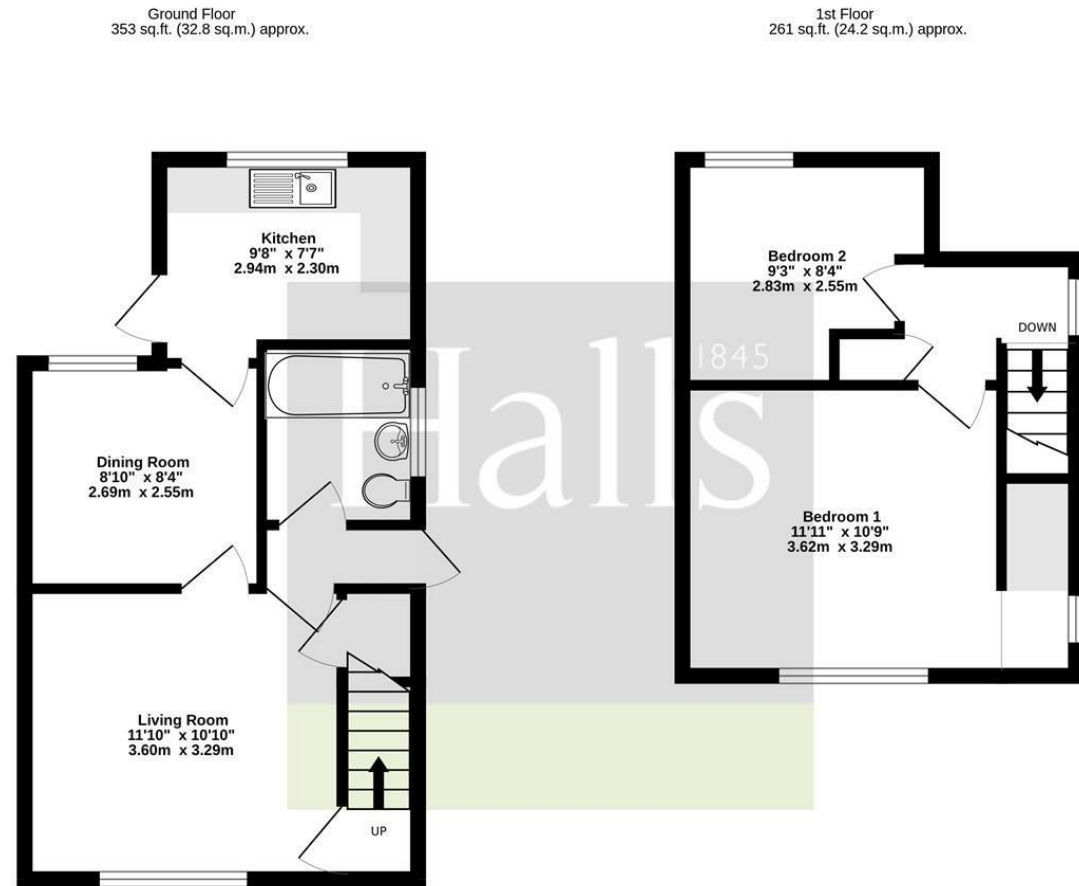 Ground Floor
353 sq.ft. (32.8 sq.m.) approx.
1st Floor
261 sq.ft. (24.2 sq.m.) approx.
Kitchen
9'8" x 7'7"
2.94m x 2.30m
Bedroom 2
9'3" x 8'4"
2.83m x 2.55m
DOWN
1845
Halls
Dining Room
8'10" x 8'4"
2.69m x 2.55m
Bedroom 1
11'11" x 10'9"
3.62m x 3.29m
Living Room
11'10" x 10'10"
3.60m x 3.29m
UP